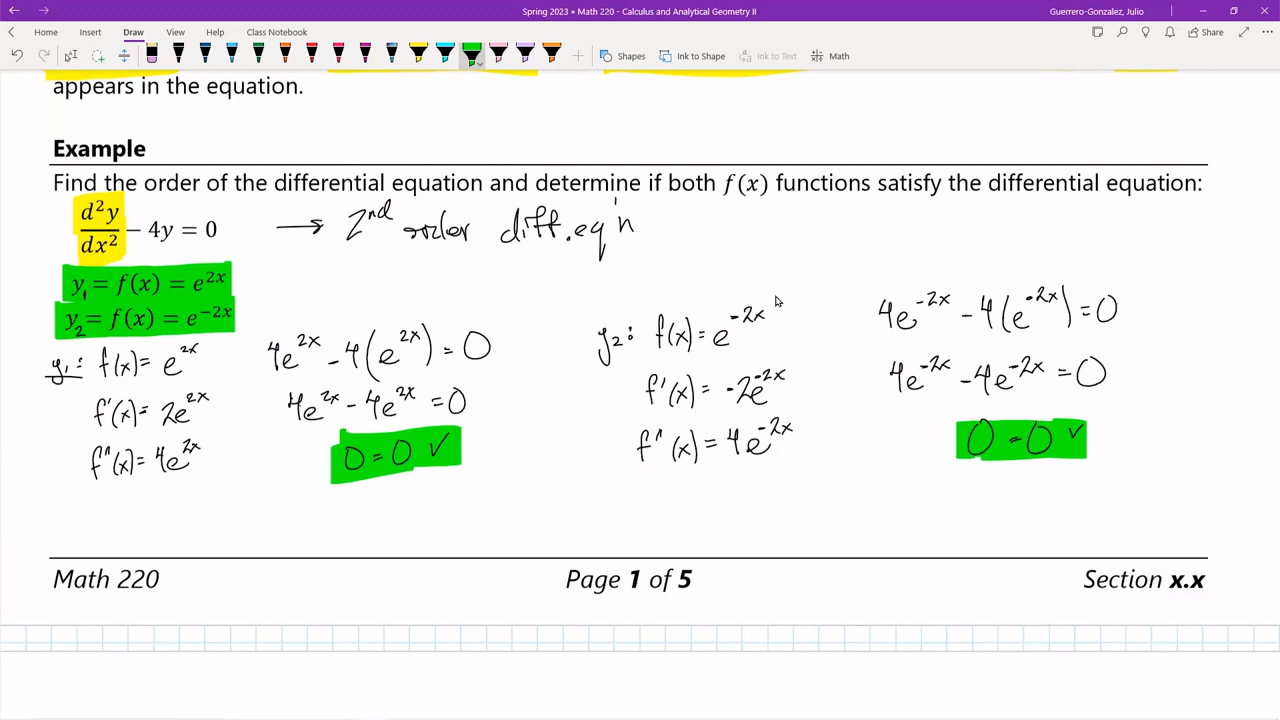 Spring 2023 » Math 220 - Calculus and Analytical Geometry II
Guerrero-Gonzalez, Julio
Home Insert Draw View Help Class Notebook
Share
Shapes Ink to Shape Ink to Text Math
appears in the equation.
Example
Find the order of the differential equation and determine if both f(x) functions satisfy the differential equation:
d²y/dx² − 4y = 0 → 2nd order diff. eq'n
y₁ = f(x) = e^{2x}
y₂ = f(x) = e^{−2x}
y₁: f(x) = e^{2x}
f'(x) = 2e^{2x}
f"(x) = 4e^{2x}
4e^{2x} − 4(e^{2x}) = 0
4e^{2x} − 4e^{2x} = 0
0 = 0 ✓
y₂: f(x) = e^{-2x}
f'(x) = -2e^{-2x}
f"(x) = 4e^{-2x}
4e^{-2x} − 4(e^{-2x}) = 0
4e^{-2x} − 4e^{-2x} = 0
0 = 0 ✓
Math 220 Page 1 of 5 Section x.x